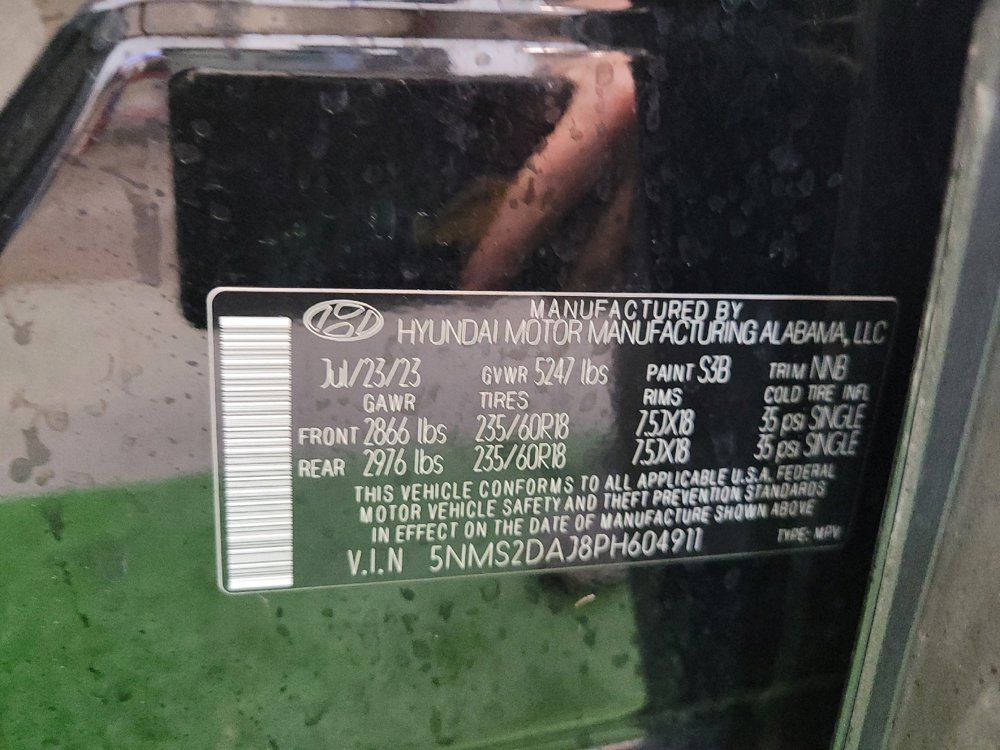 MANUFACTURED BY
HYUNDAI MOTOR MANUFACTURING ALABAMA, LLC
Jul/23/23 GVWR 5247 lbs PAINT S3B TRIM NNB
GAWR TIRES RIMS COLD TIRE INFL
FRONT 2866 lbs 235/60R18 7.5JX18 35 psi SINGLE
REAR 2976 lbs 235/60R18 7.5JX18 35 psi SINGLE
THIS VEHICLE CONFORMS TO ALL APPLICABLE U.S.A. FEDERAL
MOTOR VEHICLE SAFETY AND THEFT PREVENTION STANDARDS
IN EFFECT ON THE DATE OF MANUFACTURE SHOWN ABOVE
V.I.N 5NMS2DAJ8PH604911 TYPE: MPV